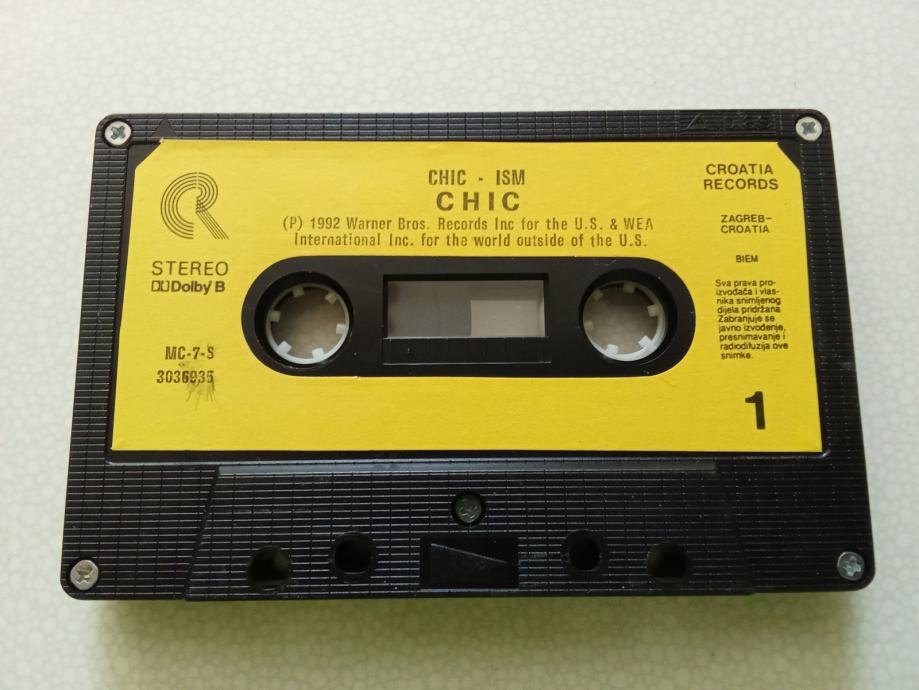 CHIC - ISM
CHIC
(P) 1992 Warner Bros. Records Inc for the U.S. & WEA
International Inc. for the world outside of the U.S.
STEREO
Dolby B
MC-7-S
3036935
CROATIA
RECORDS
ZAGREB-
CROATIA
BIEM
Sva prava pro-
izvođača i vlas-
nika snimljenog
dijela pridržana
Zabranjuje se
javno izvođenje,
presnimavanje i
radiodifuzija ove
snimke.
1